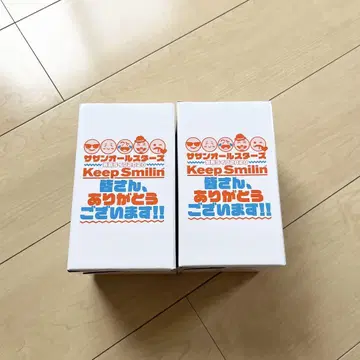 サザンオールスターズ
Keep Smilin'
皆さん、
ありがとう
ございます!!
サザンオールスターズ
Keep Smilin'
皆さん、
ありがとう
ございます!!